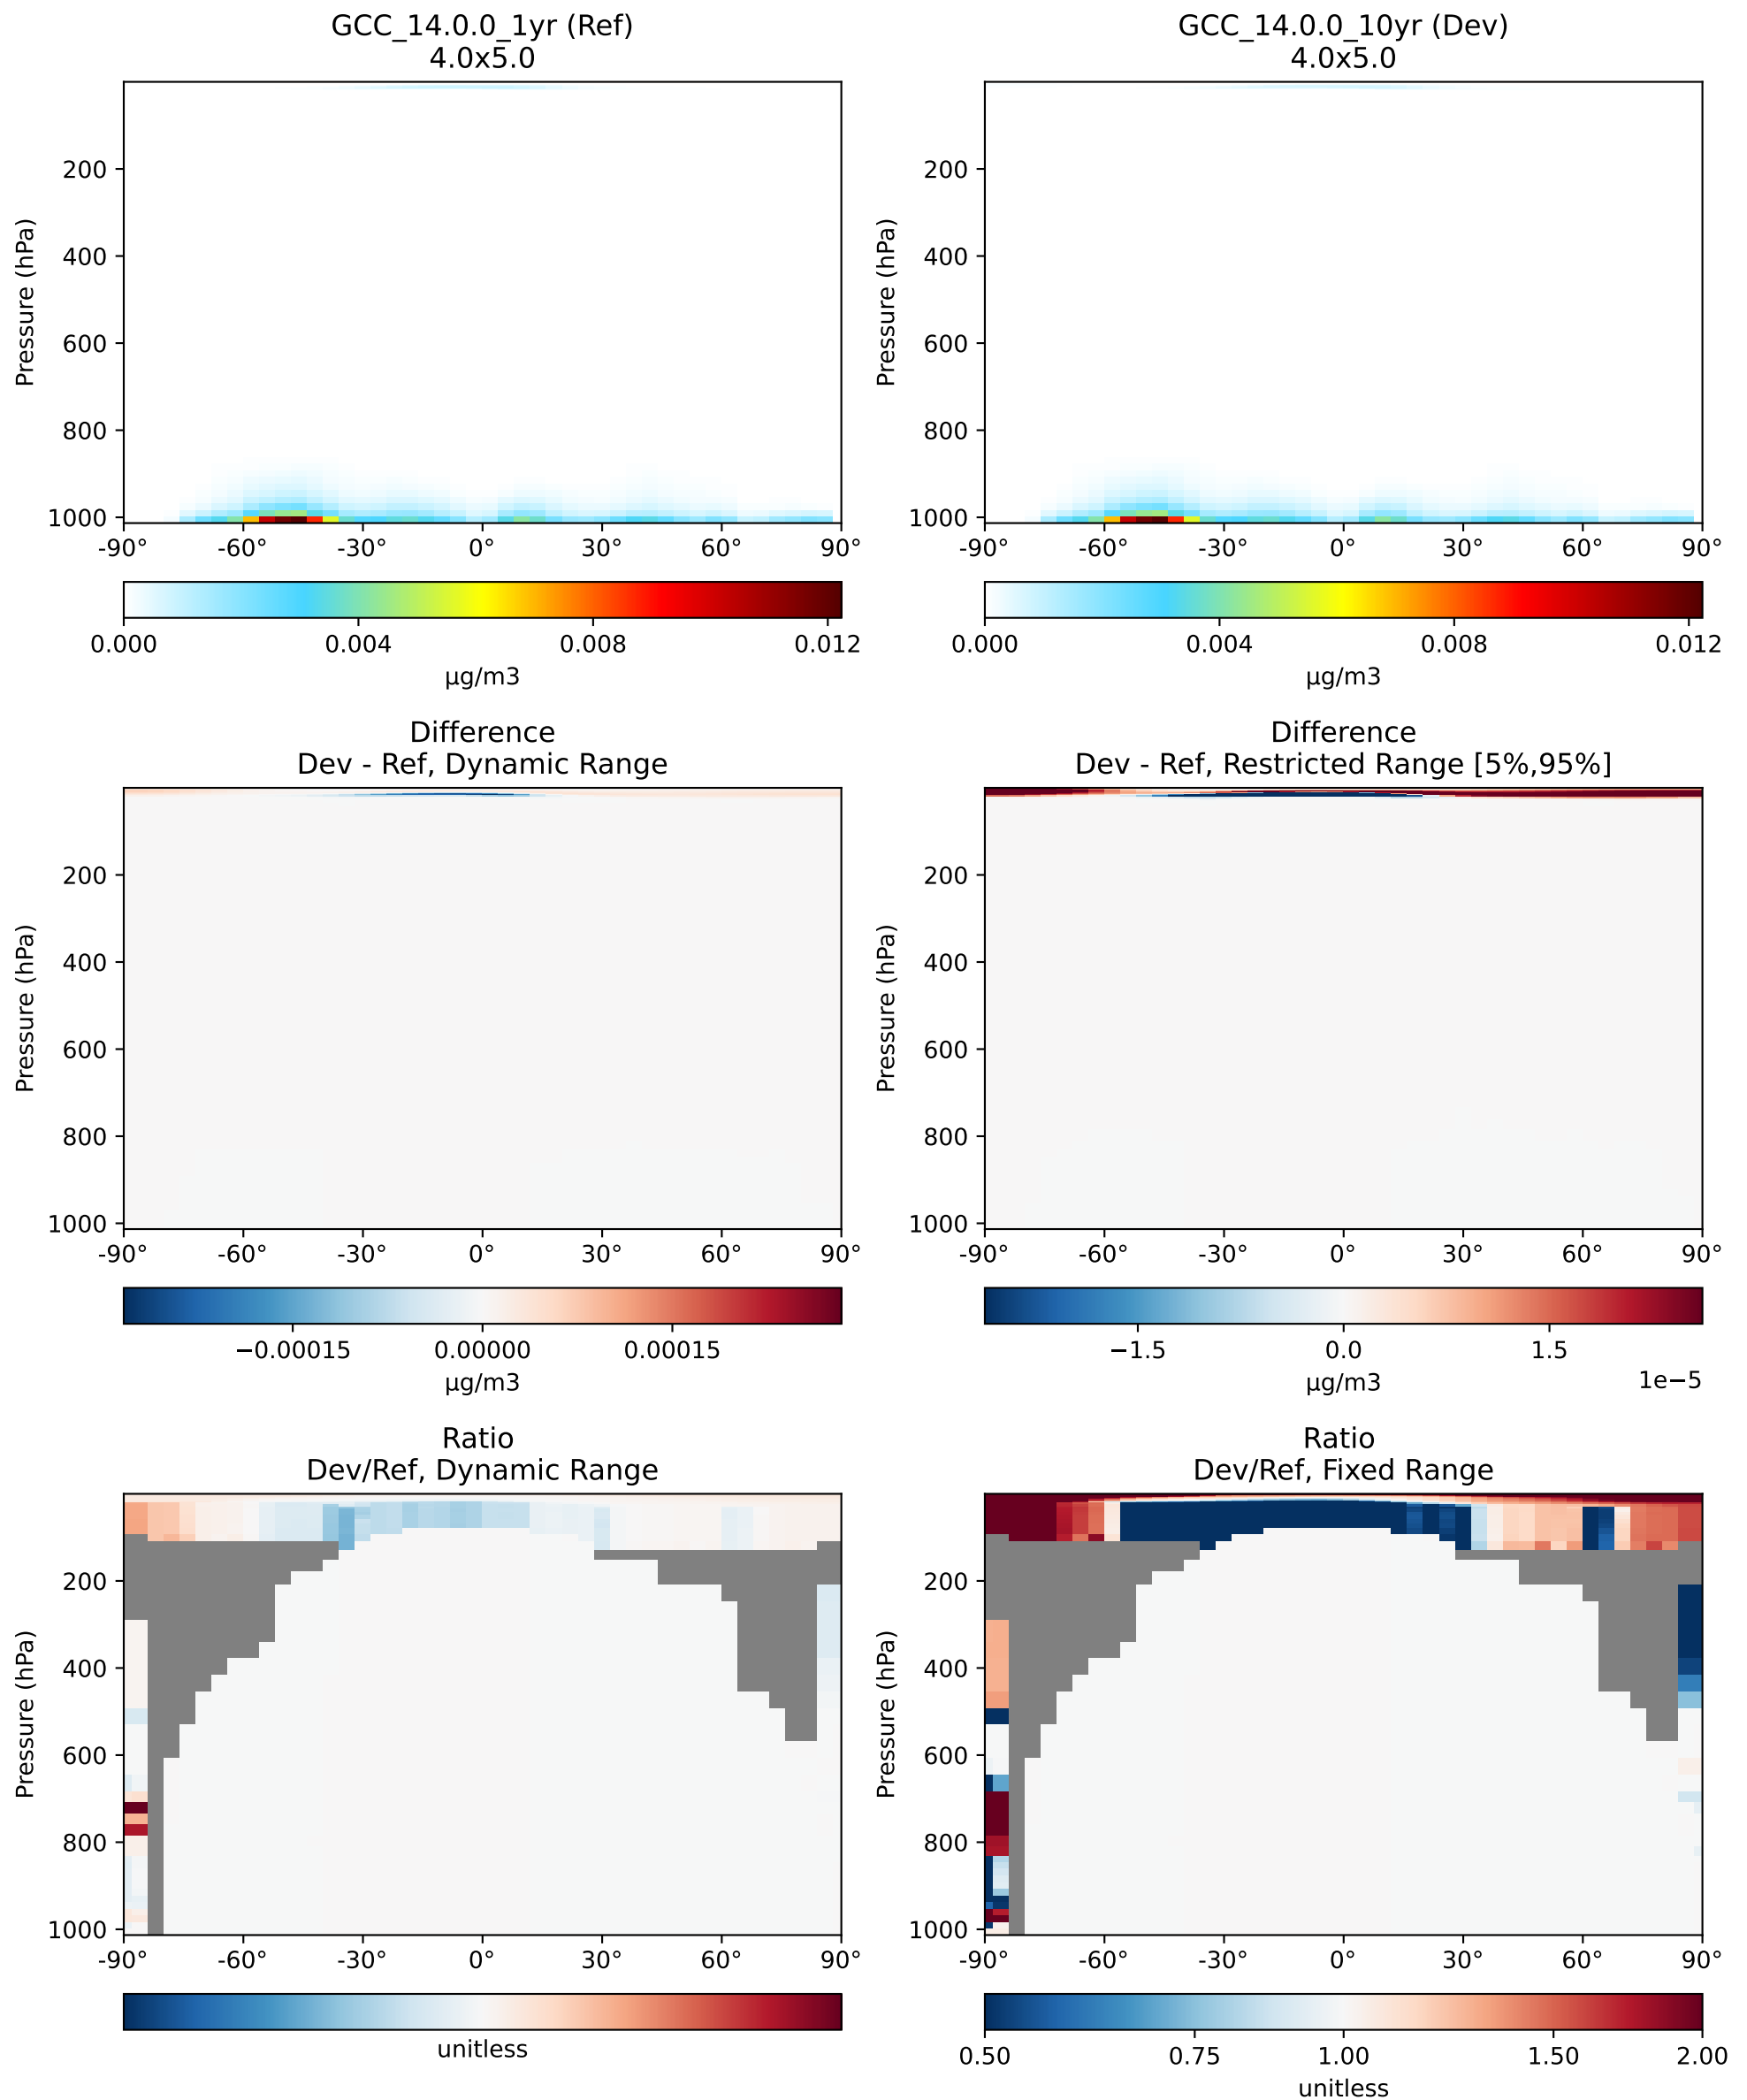 GCC_14.0.0_1yr (Ref)
4.0x5.0
Pressure (hPa)
200
400
600
800
1000
-90° -60° -30° 0° 30° 60° 90°
0.000 0.004 0.008 0.012
μg/m3
GCC_14.0.0_10yr (Dev)
4.0x5.0
Pressure (hPa)
200
400
600
800
1000
-90° -60° -30° 0° 30° 60° 90°
0.000 0.004 0.008 0.012
μg/m3
Difference
Dev - Ref, Dynamic Range
Pressure (hPa)
200
400
600
800
1000
-90° -60° -30° 0° 30° 60° 90°
−0.00015 0.00000 0.00015
μg/m3
Difference
Dev - Ref, Restricted Range [5%,95%]
Pressure (hPa)
200
400
600
800
1000
-90° -60° -30° 0° 30° 60° 90°
−1.5 0.0 1.5
μg/m3
1e−5
Ratio
Dev/Ref, Dynamic Range
Pressure (hPa)
200
400
600
800
1000
-90° -60° -30° 0° 30° 60° 90°
unitless
Ratio
Dev/Ref, Fixed Range
Pressure (hPa)
200
400
600
800
1000
-90° -60° -30° 0° 30° 60° 90°
0.50 0.75 1.00 1.50 2.00
unitless